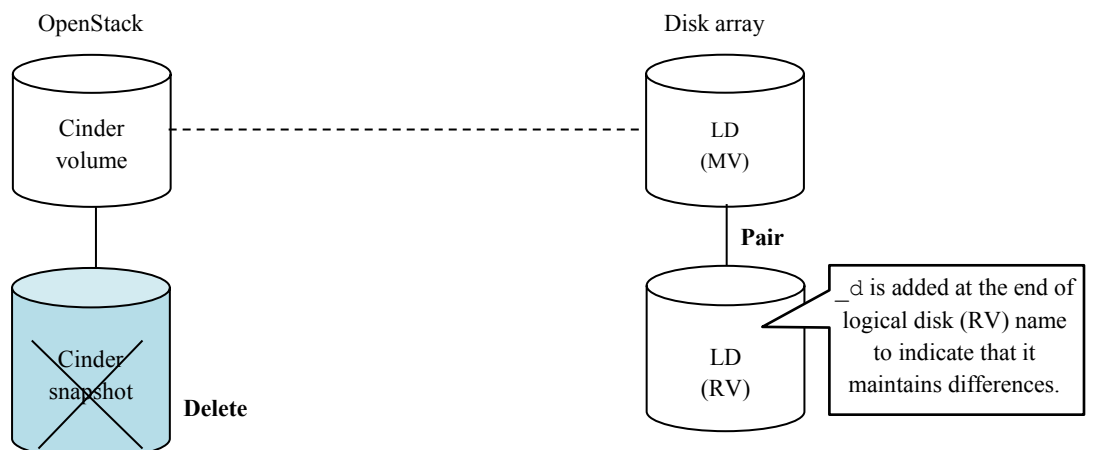 OpenStack
Disk array
Cinder
volume
LD
(MV)
Pair
Cinder
snapshot
Delete
LD
(RV)
_d is added at the end of
logical disk (RV) name
to indicate that it
maintains differences.